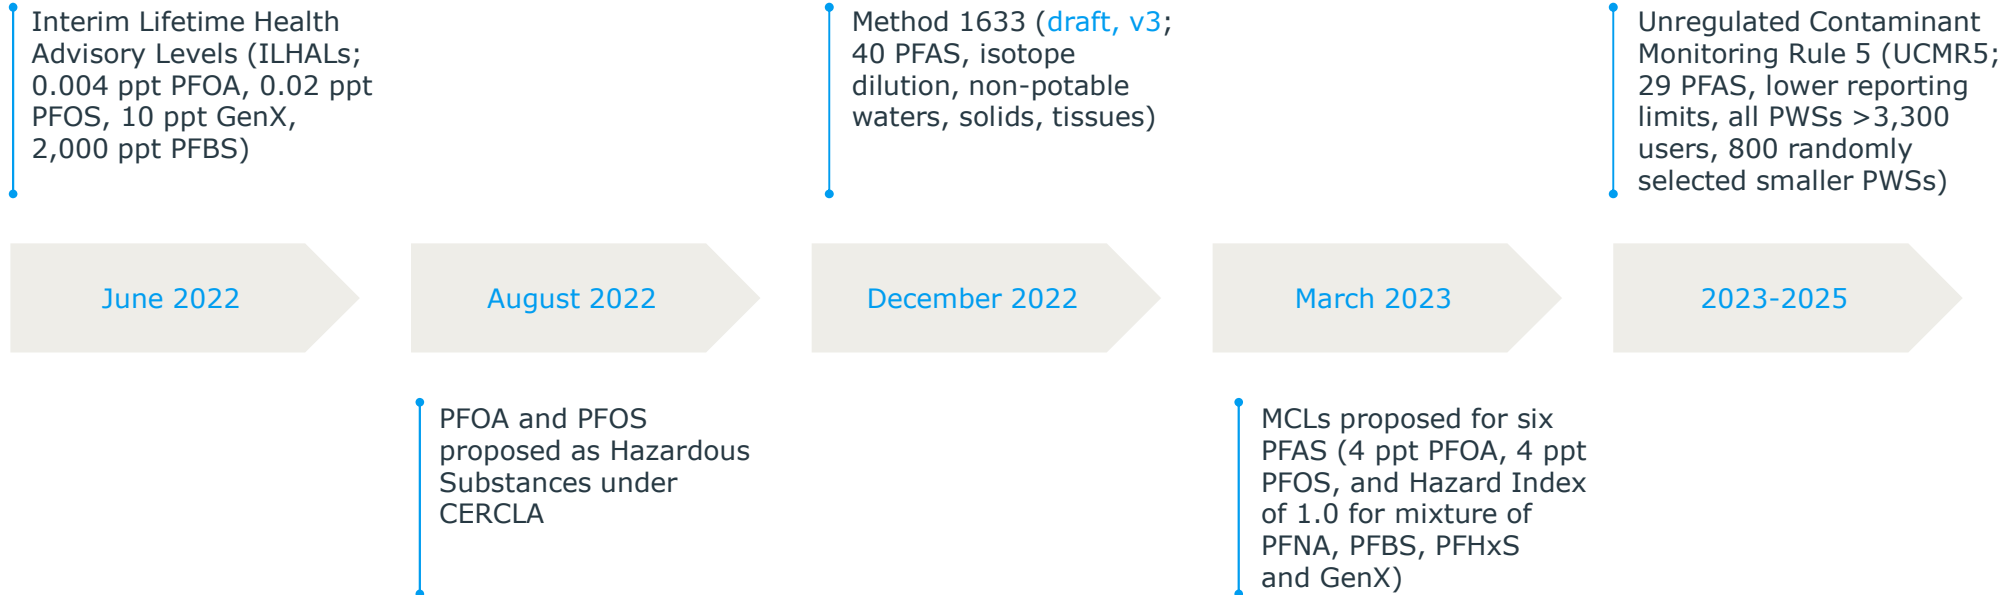 Interim Lifetime Health
Advisory Levels (ILHALs;
0.004 ppt PFOA, 0.02 ppt
PFOS, 10 ppt GenX,
2,000 ppt PFBS)
Method 1633 (draft, v3;
40 PFAS, isotope
dilution, non-potable
waters, solids, tissues)
Unregulated Contaminant
Monitoring Rule 5 (UCMR5;
29 PFAS, lower reporting
limits, all PWSs >3,300
users, 800 randomly
selected smaller PWSs)
June 2022
August 2022
December 2022
March 2023
2023-2025
PFOA and PFOS
proposed as Hazardous
Substances under
CERCLA
MCLs proposed for six
PFAS (4 ppt PFOA, 4 ppt
PFOS, and Hazard Index
of 1.0 for mixture of
PFNA, PFBS, PFHxS
and GenX)